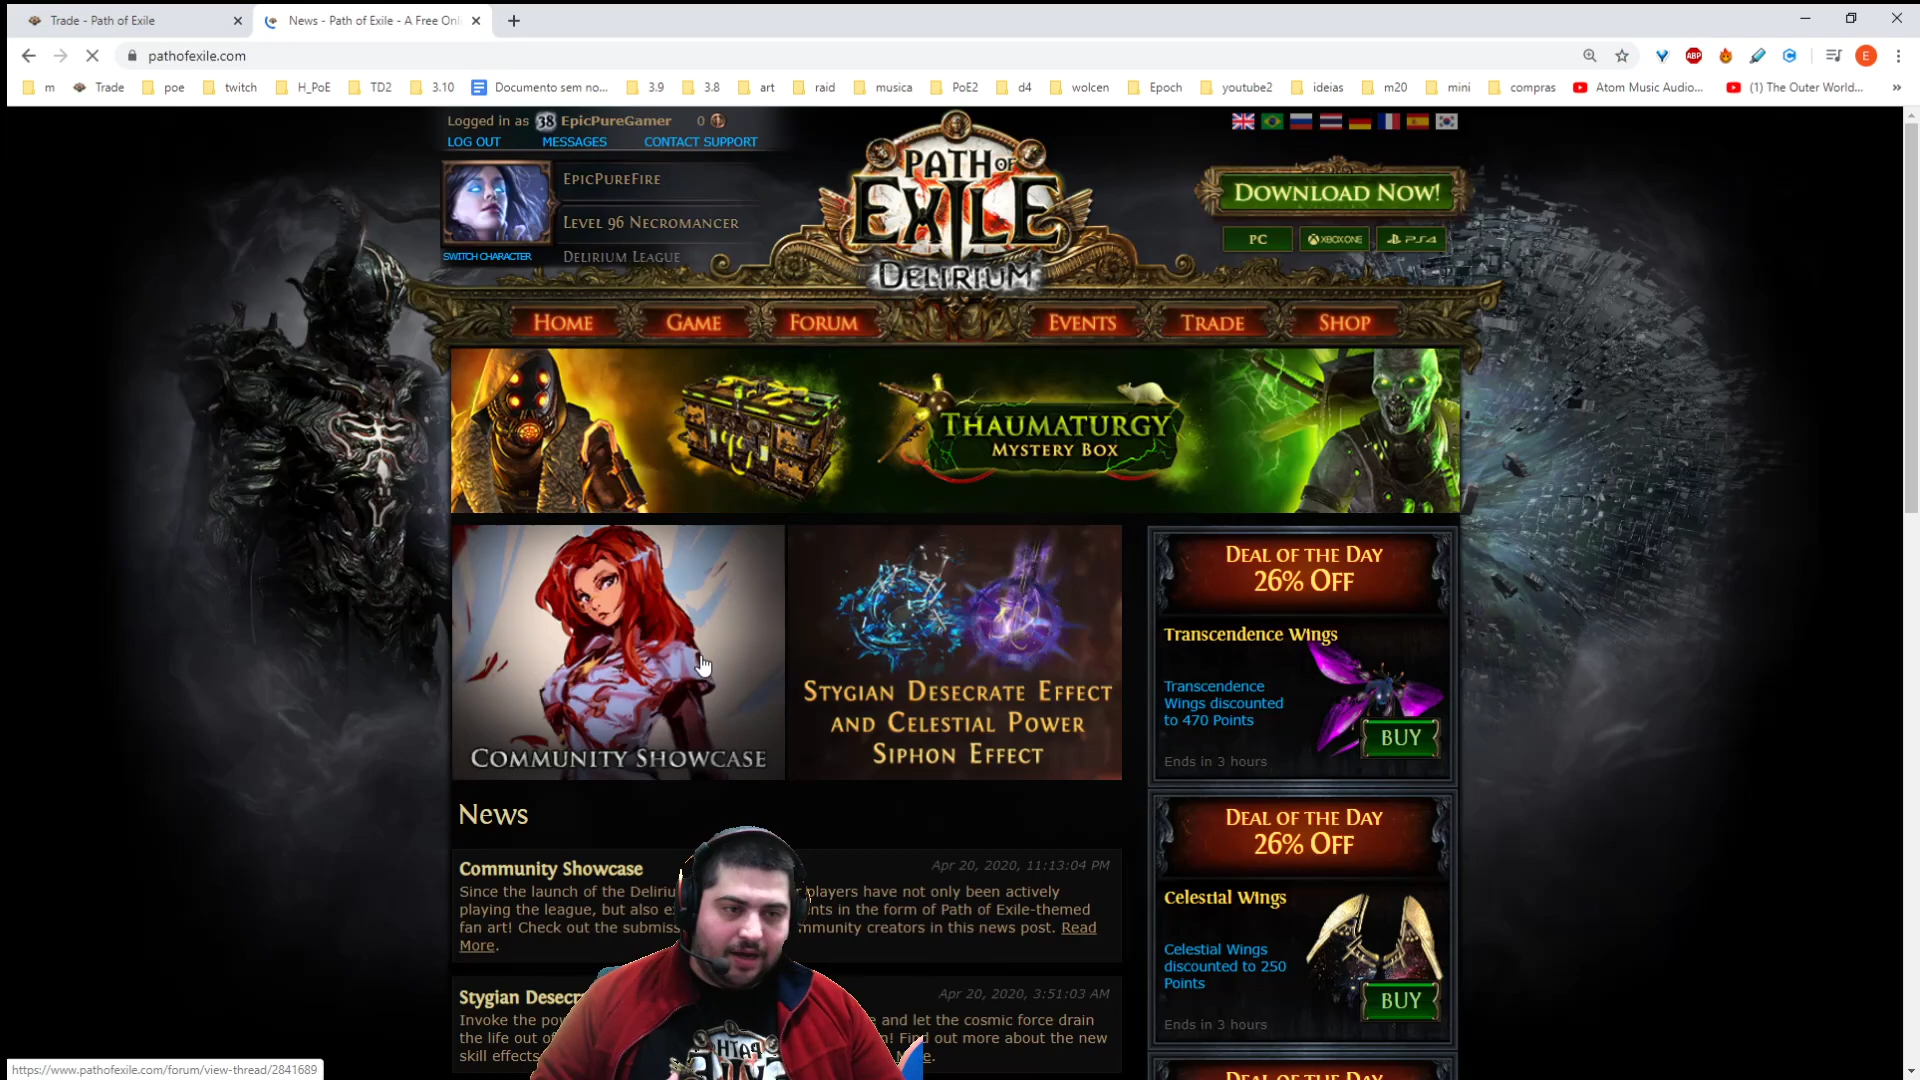 Trade - Path of Exile
News - Path of Exile - A Free Onl
pathofexile.com
ABP
E
m
Trade
poe
twitch
H_PoE
TD2
3.10
Documento sem no...
3.9
3.8
art
raid
musica
PoE2
d4
wolcen
Epoch
youtube2
ideias
m20
mini
compras
Atom Music Audio...
(1) The Outer World...
»
Logged in as 38 EpicPureGamer 0
LOG OUT MESSAGES CONTACT SUPPORT
EpicPureFire
Level 96 Necromancer
SWITCH CHARACTER
Delirium League
PATH OF
EXILE
DELIRIUM
Download Now!
PC
XBOX ONE
PS4
Home
Game
Forum
Events
Trade
Shop
Thaumaturgy
Mystery Box
Community Showcase
Stygian Desecrate Effect
and Celestial Power
Siphon Effect
Deal of the Day
26% Off
Transcendence Wings
Transcendence
Wings discounted
to 470 Points
BUY
Ends in 3 hours
News
Community Showcase
Apr 20, 2020, 11:13:04 PM
Since the launch of the Deliriu players have not only been actively
playing the league, but also e nts in the form of Path of Exile-themed
fan art! Check out the submiss mmunity creators in this news post. Read
More.
Stygian Desecr
Apr 20, 2020, 3:51:03 AM
Invoke the po e and let the cosmic force drain
the life out of n! Find out more about the new
skill effects e.
Deal of the Day
26% Off
Celestial Wings
Celestial Wings
discounted to 250
Points
BUY
Ends in 3 hours
Deal of the Day
https://www.pathofexile.com/forum/view-thread/2841689